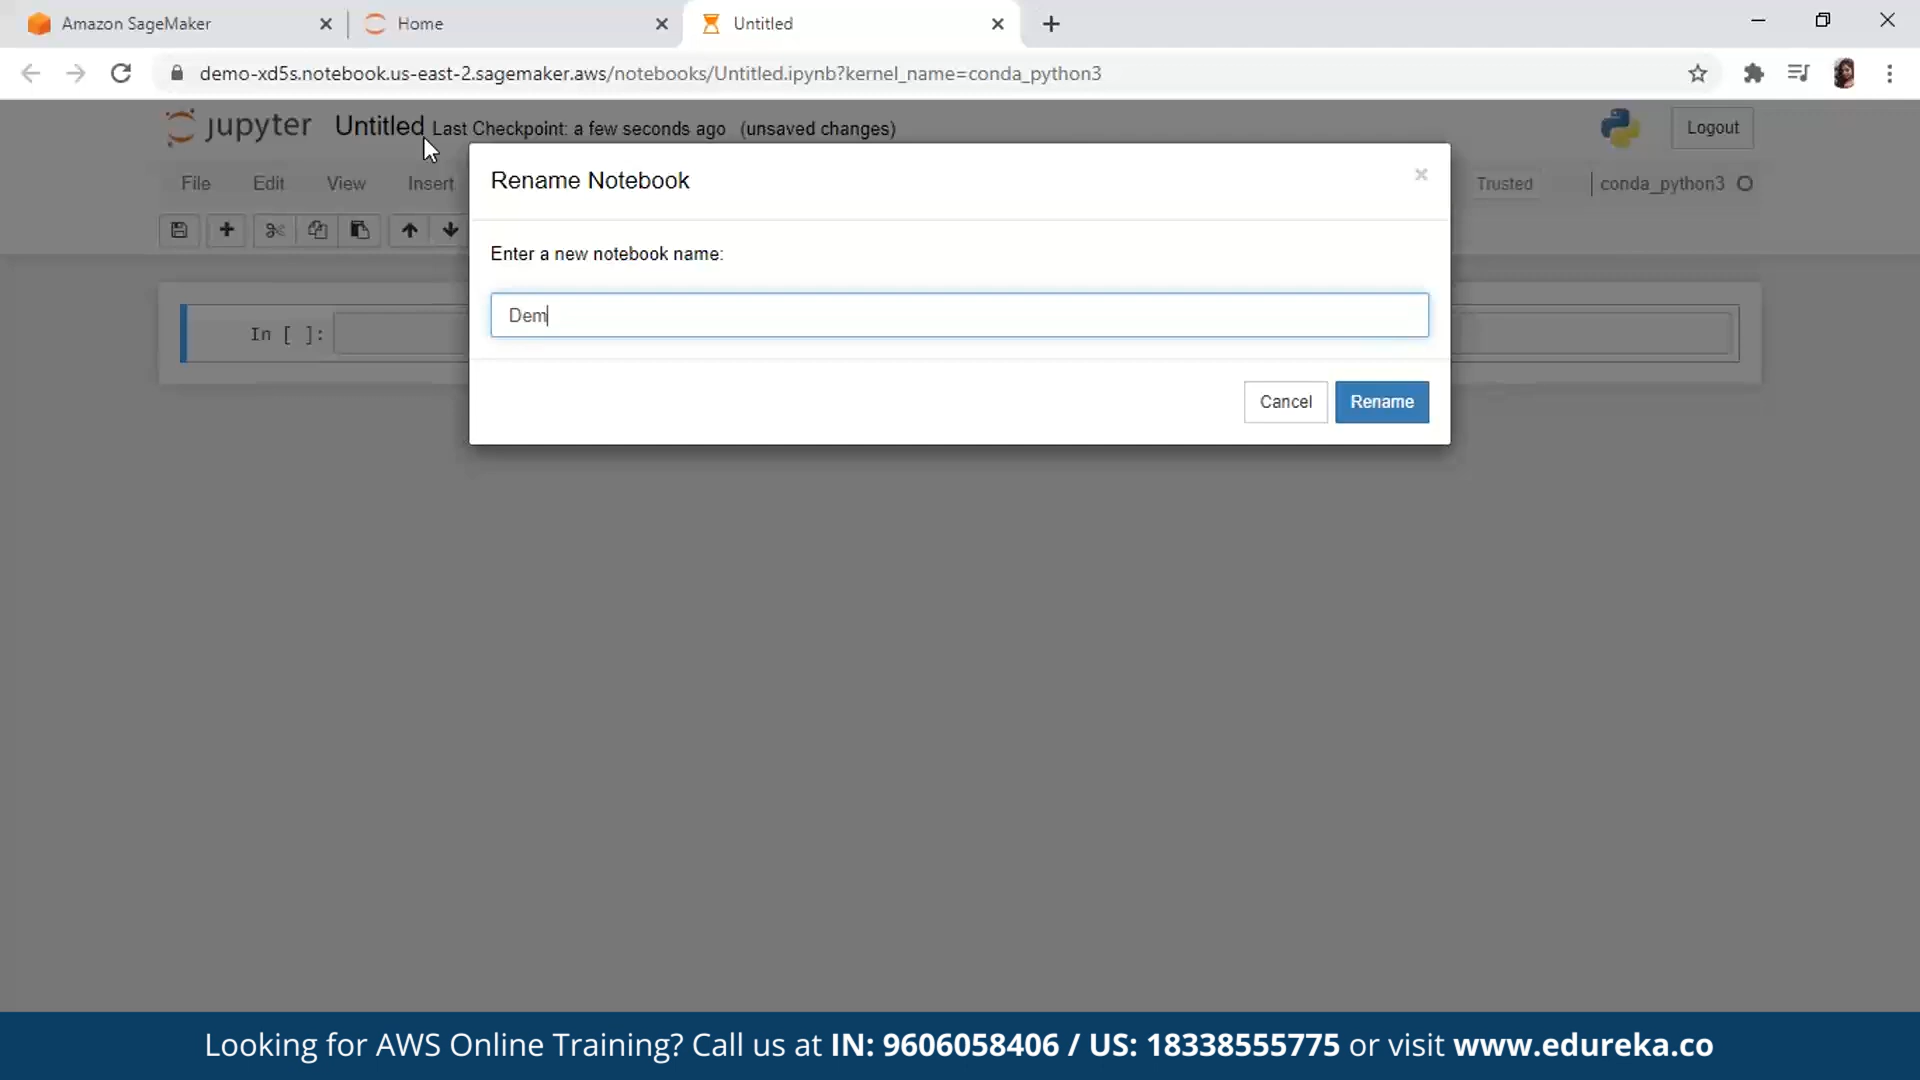 Amazon SageMaker
Home
Untitled
demo-xd5s.notebook.us-east-2.sagemaker.aws/notebooks/Untitled.ipynb?kernel_name=conda_python3
jupyter Untitled Last Checkpoint: a few seconds ago (unsaved changes)
Logout
File Edit View Insert
Trusted
conda_python3
Rename Notebook
Enter a new notebook name:
Dem
In [ ]:
Cancel Rename
Looking for AWS Online Training? Call us at IN: 9606058406 / US: 18338555775 or visit www.edureka.co